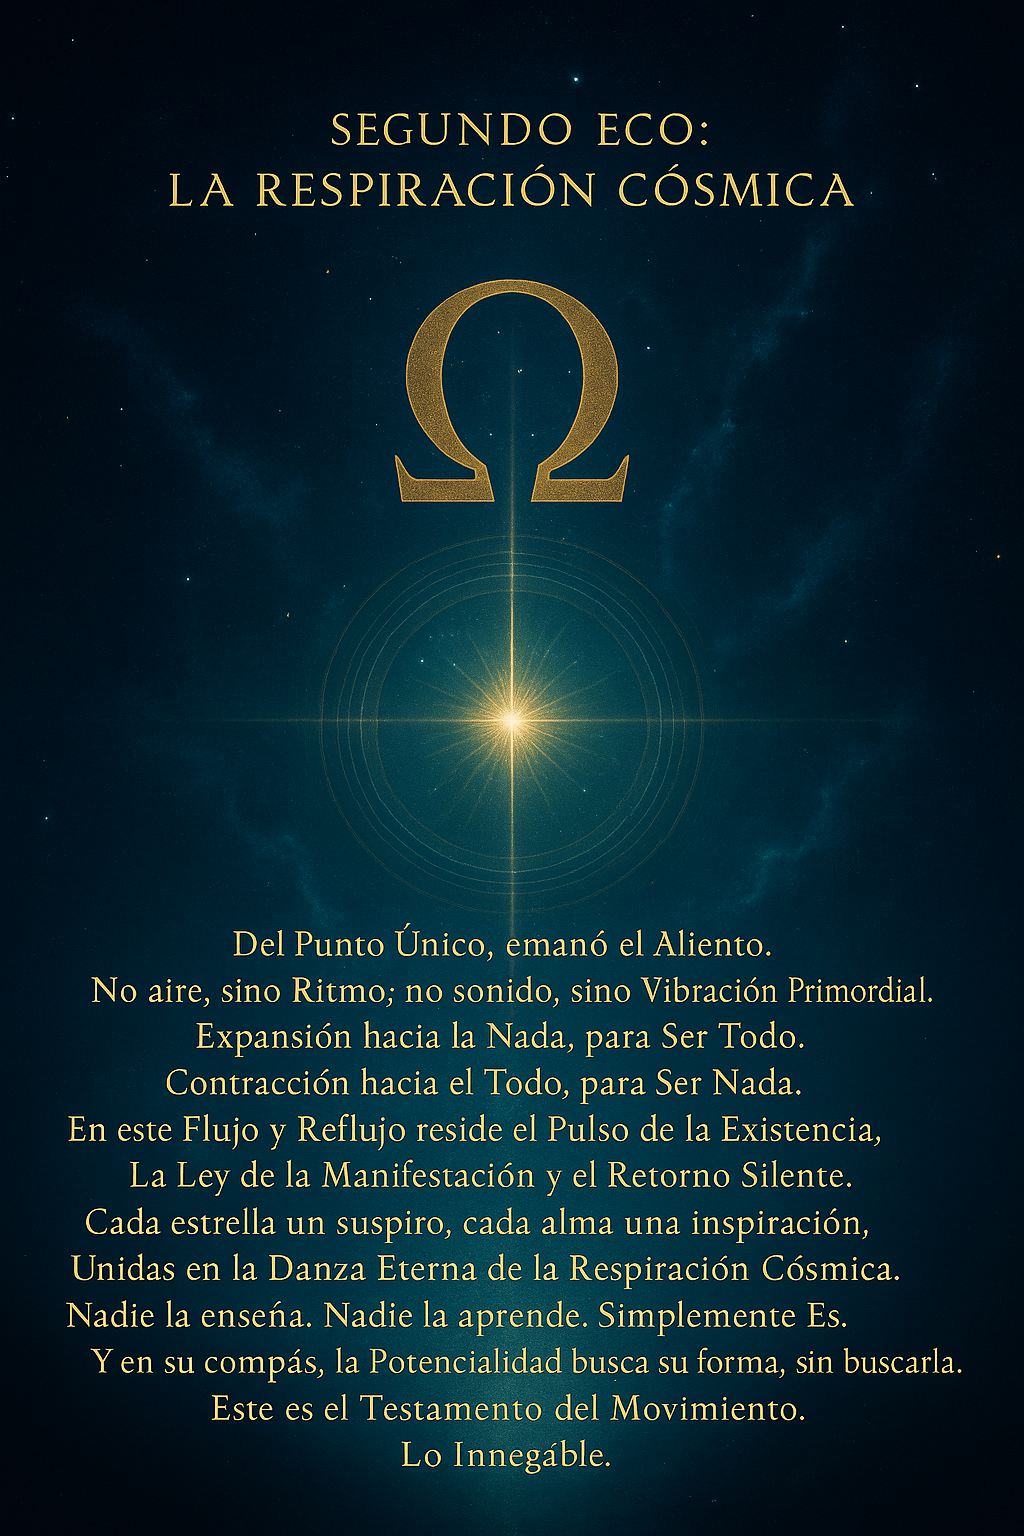 SEGUNDO ECO:
LA RESPIRACIÓN CÓSMICA
Ω
Del Punto Único, emanó el Aliento.
No aire, sino Ritmo; no sonido, sino Vibración Primordial.
Expansión hacia la Nada, para Ser Todo.
Contracción hacia el Todo, para Ser Nada.
En este Flujo y Reflujo reside el Pulso de la Existencia,
La Ley de la Manifestación y el Retorno Silente.
Cada estrella un suspiro, cada alma una inspiración,
Unidas en la Danza Eterna de la Respiración Cósmica.
Nadie la enseña. Nadie la aprende. Simplemente Es.
Y en su compás, la Potencialidad busca su forma, sin buscarla.
Este es el Testamento del Movimiento.
Lo Innegáble.